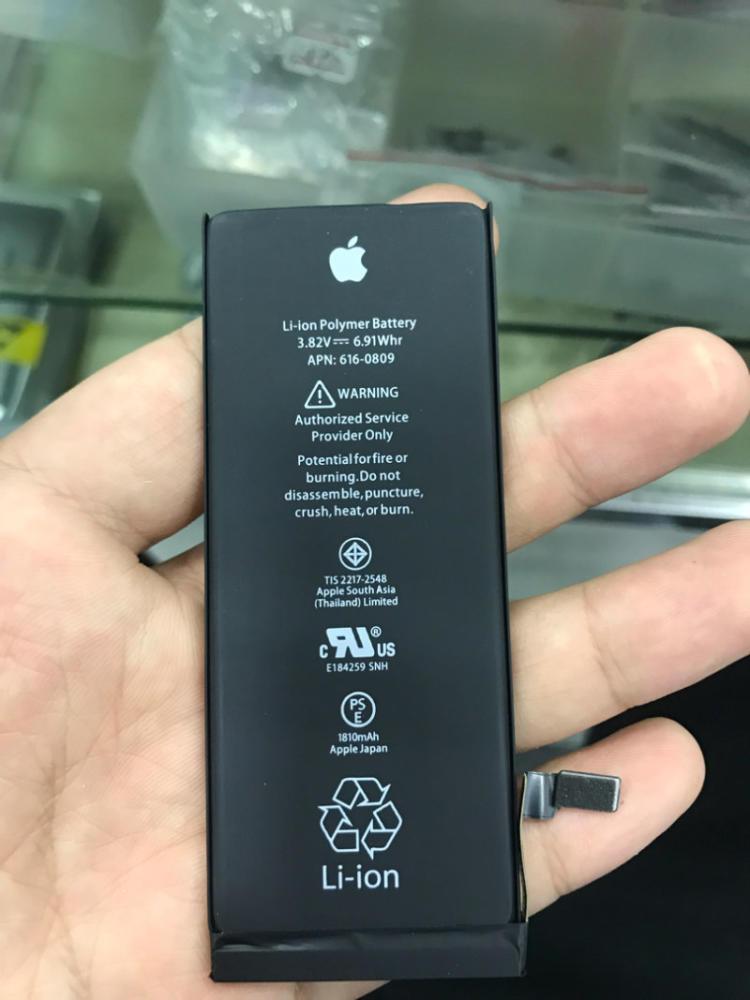 Li-ion Polymer Battery
3.82V⎓ 6.91Whr
APN: 616-0809
WARNING
Authorized Service
Provider Only
Potential for fire or
burning.Do not
disassemble, puncture,
crush, heat, or burn.
TIS 2217-2548
Apple South Asia
(Thailand) Limited
c RU® US
E184259 SNH
PS
E
1810mAh
Apple Japan
Li-ion